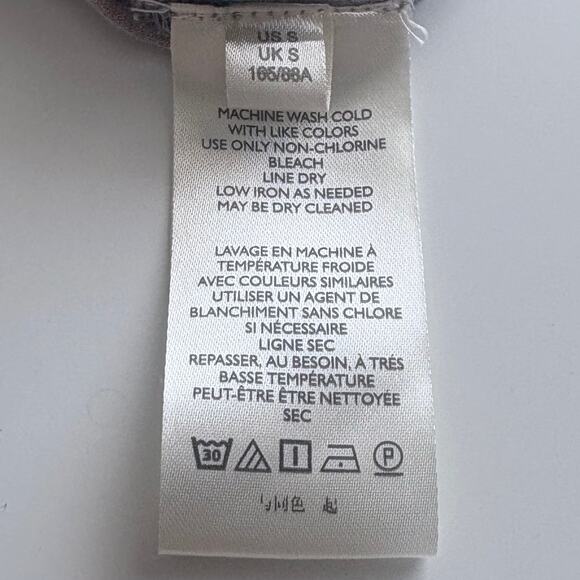 US S
UK S
165/88A
MACHINE WASH COLD
WITH LIKE COLORS
USE ONLY NON-CHLORINE
BLEACH
LINE DRY
LOW IRON AS NEEDED
MAY BE DRY CLEANED
LAVAGE EN MACHINE À
TEMPÉRATURE FROIDE
AVEC COULEURS SIMILAIRES
UTILISER UN AGENT DE
BLANCHIMENT SANS CHLORE
SI NÉCESSAIRE
LIGNE SEC
REPASSER, AU BESOIN, À TRÉS
BASSE TEMPÉRATURE
PEUT-ÊTRE ÊTRE NETTOYÉE
SEC
30 P
色